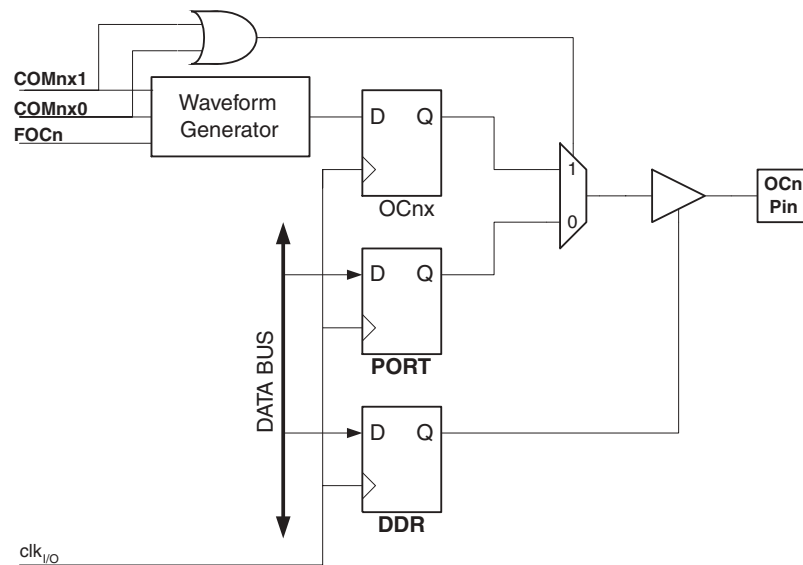 COMnx1
COMnx0
FOCn
Waveform
Generator
D Q
OCnx
1
0
OCn
Pin
D Q
PORT
D Q
DDR
DATA BUS
clkI/O